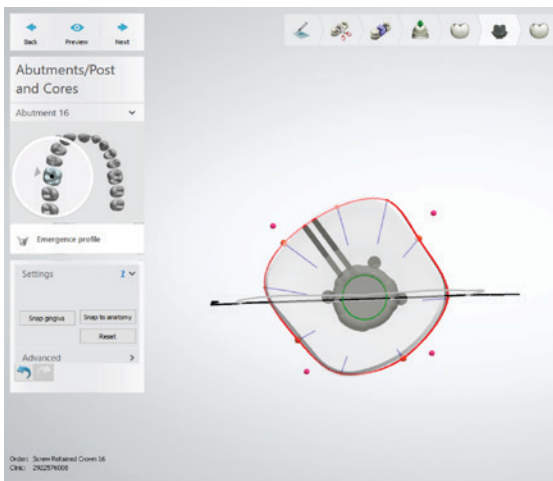 Back Preview Next
Abutments/Post
and Cores
Abutment 16
Emergence profile
Settings 2
Snap gingiva Snap to anatomy
Reset
Advanced
Order: Screw Retained Crown 16
Clinic: 2922576008